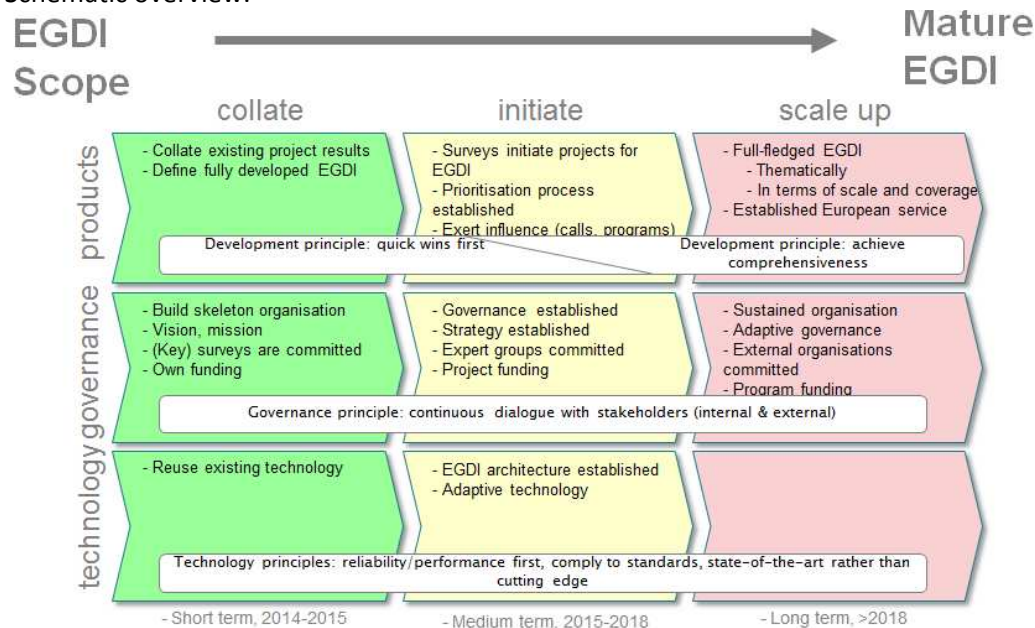 Schematic overview:
EGDI
Scope
Mature
EGDI
collate
initiate
scale up
products
- Collate existing project results
- Define fully developed EGDI
- Surveys initiate projects for
EGDI
- Prioritisation process
established
- Exert influence (calls, programs)
- Full-fledged EGDI
- Thematically
- In terms of scale and coverage
- Established European service
Development principle: quick wins first
Development principle: achieve
comprehensiveness
governance
- Build skeleton organisation
- Vision, mission
- (Key) surveys are committed
- Own funding
- Governance established
- Strategy established
- Expert groups committed
- Project funding
- Sustained organisation
- Adaptive governance
- External organisations
committed
- Program funding
Governance principle: continuous dialogue with stakeholders (internal & external)
technology
- Reuse existing technology
- EGDI architecture established
- Adaptive technology
Technology principles: reliability/performance first, comply to standards, state-of-the-art rather than
cutting edge
- Short term, 2014-2015
- Medium term, 2015-2018
- Long term, >2018